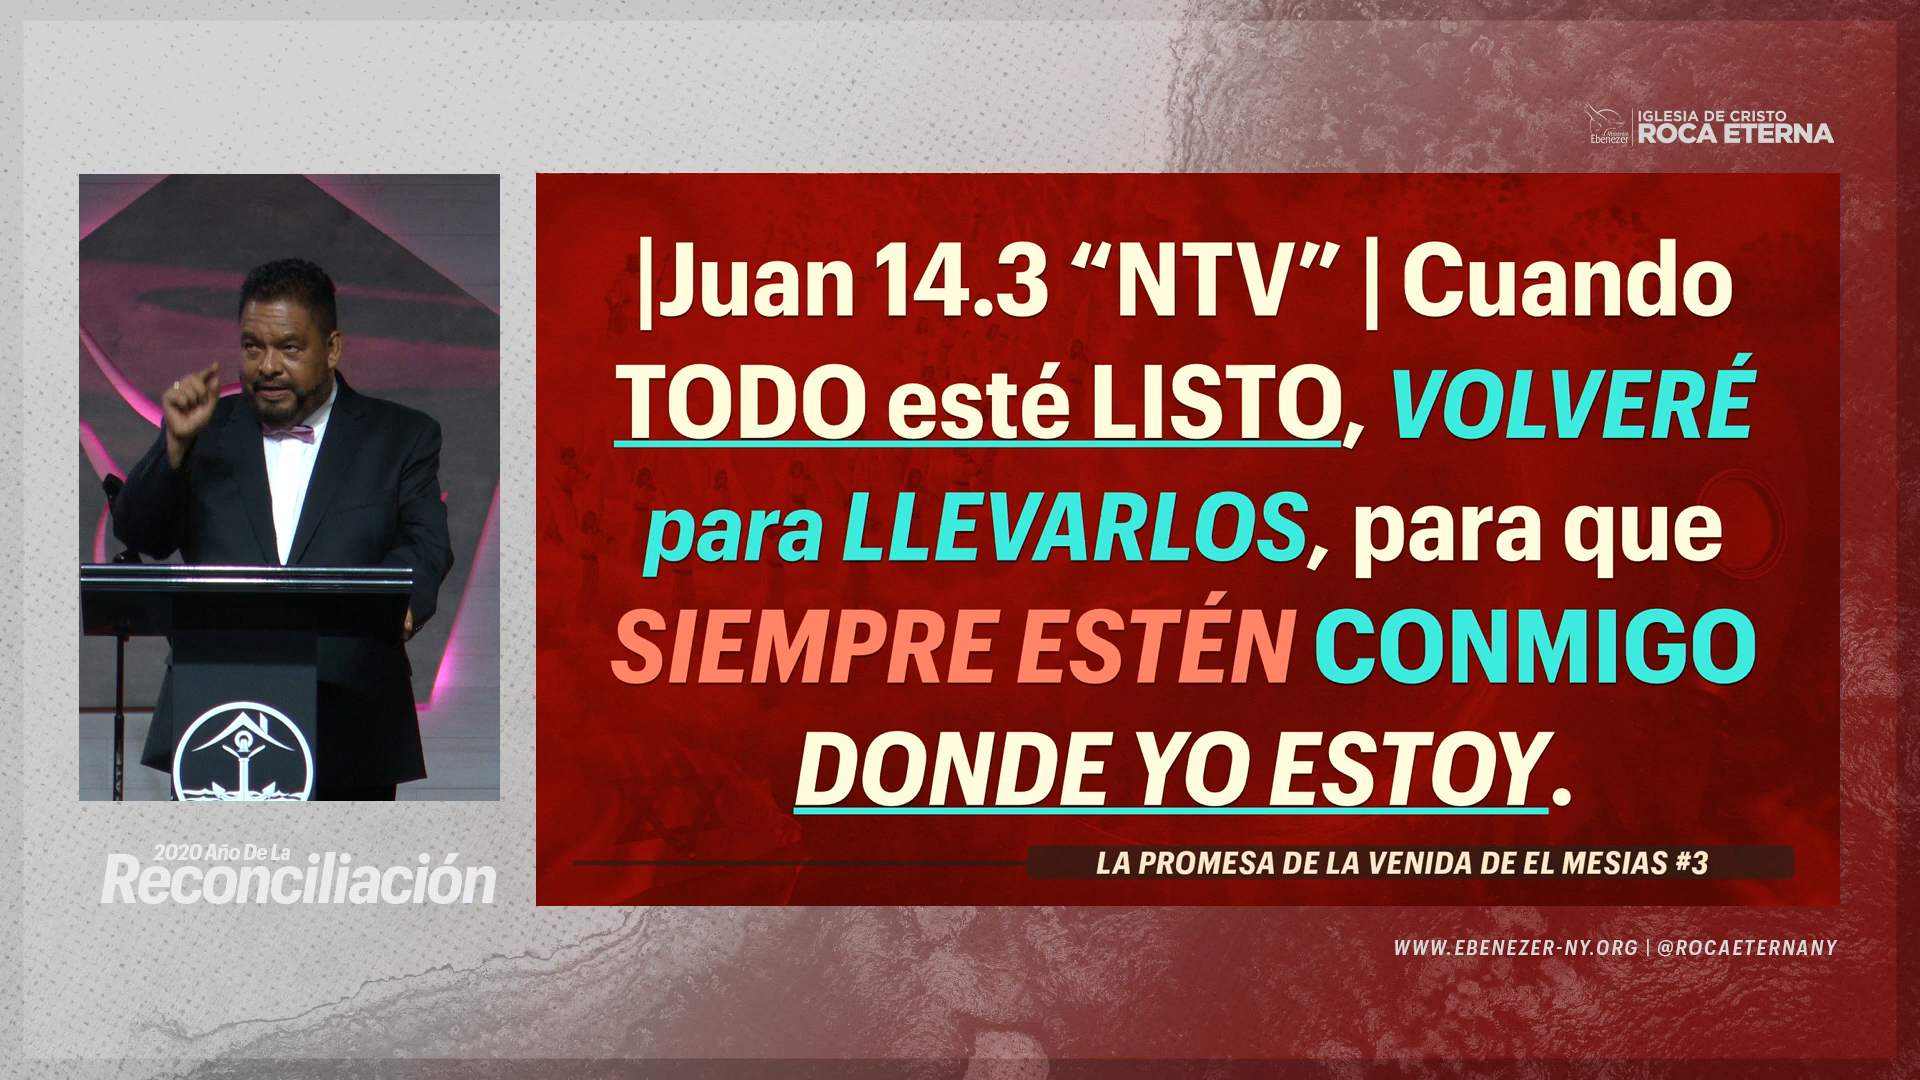 IGLESIA DE CRISTO
ROCA ETERNA
Ministerios
Ebenezer
|Juan 14.3 “NTV” | Cuando
TODO esté LISTO, VOLVERÉ
para LLEVARLOS, para que
SIEMPRE ESTÉN CONMIGO
DONDE YO ESTOY.
LA PROMESA DE LA VENIDA DE EL MESIAS #3
2020 Año De La
Reconciliación
WWW.EBENEZER-NY.ORG | @ROCAETERNANY